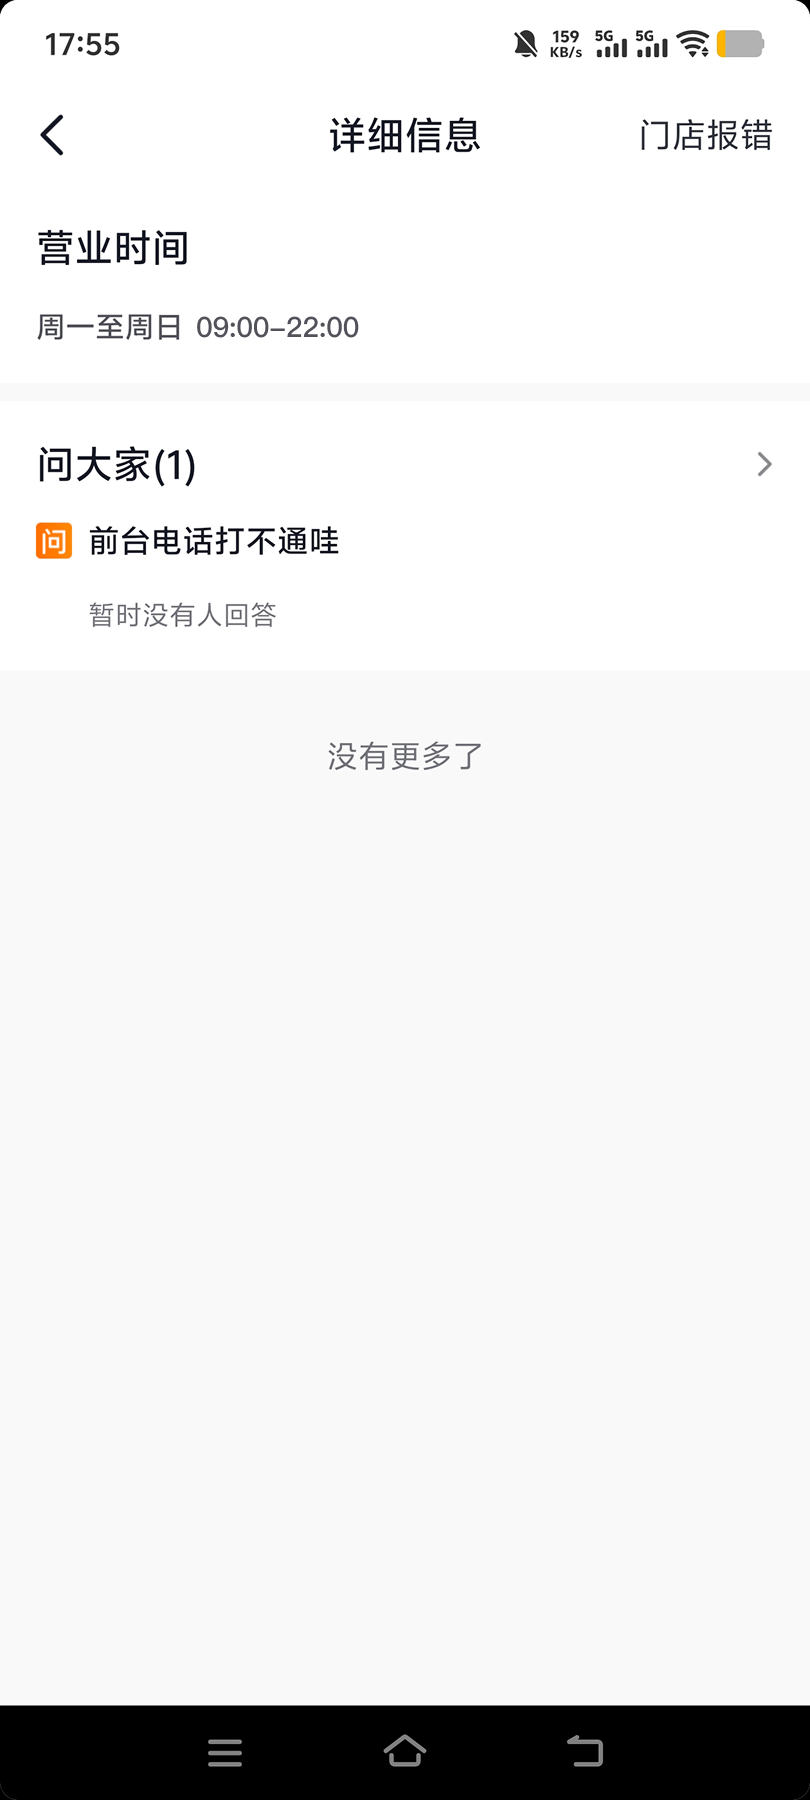 17:55
159
KB/s
5G
5G
详细信息
门店报错
营业时间
周一至周日 09:00–22:00
问大家(1)
问 前台电话打不通哇
暂时没有人回答
没有更多了